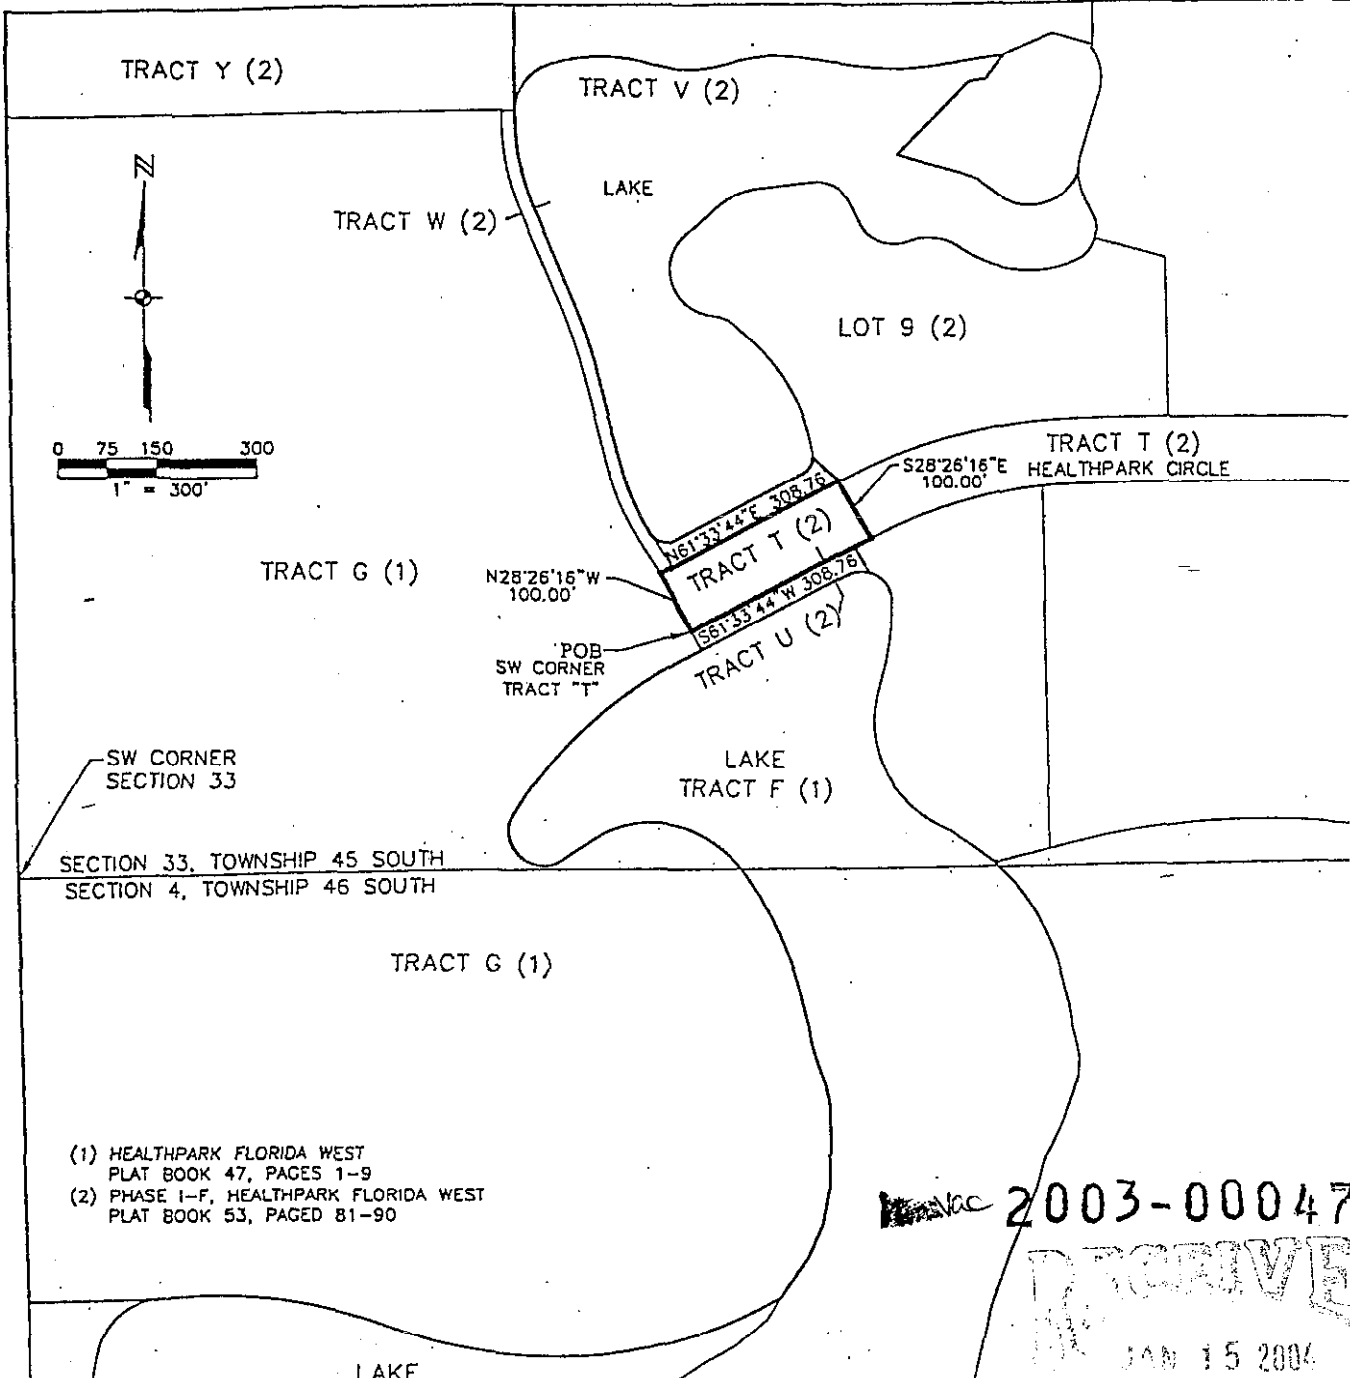 TRACT Y (2)
TRACT V (2)
N
LAKE
TRACT W (2)
LOT 9 (2)
0 75 150 300
1" = 300'
TRACT T (2)
HEALTHPARK CIRCLE
S28°26'16"E
100.00'
N61°33'44"E 308.76
TRACT T (2)
TRACT G (1)
N28°26'16"W
100.00'
S61°33'44"W 308.76
TRACT U (2)
POB
SW CORNER
TRACT "T"
SW CORNER
SECTION 33
LAKE
TRACT F (1)
SECTION 33, TOWNSHIP 45 SOUTH
SECTION 4, TOWNSHIP 46 SOUTH
TRACT G (1)
(1) HEALTHPARK FLORIDA WEST
PLAT BOOK 47, PAGES 1-9
(2) PHASE I-F, HEALTHPARK FLORIDA WEST
PLAT BOOK 53, PAGED 81-90
Vac 2003-00047
RECEIVE
JAN 15 2004
LAKE